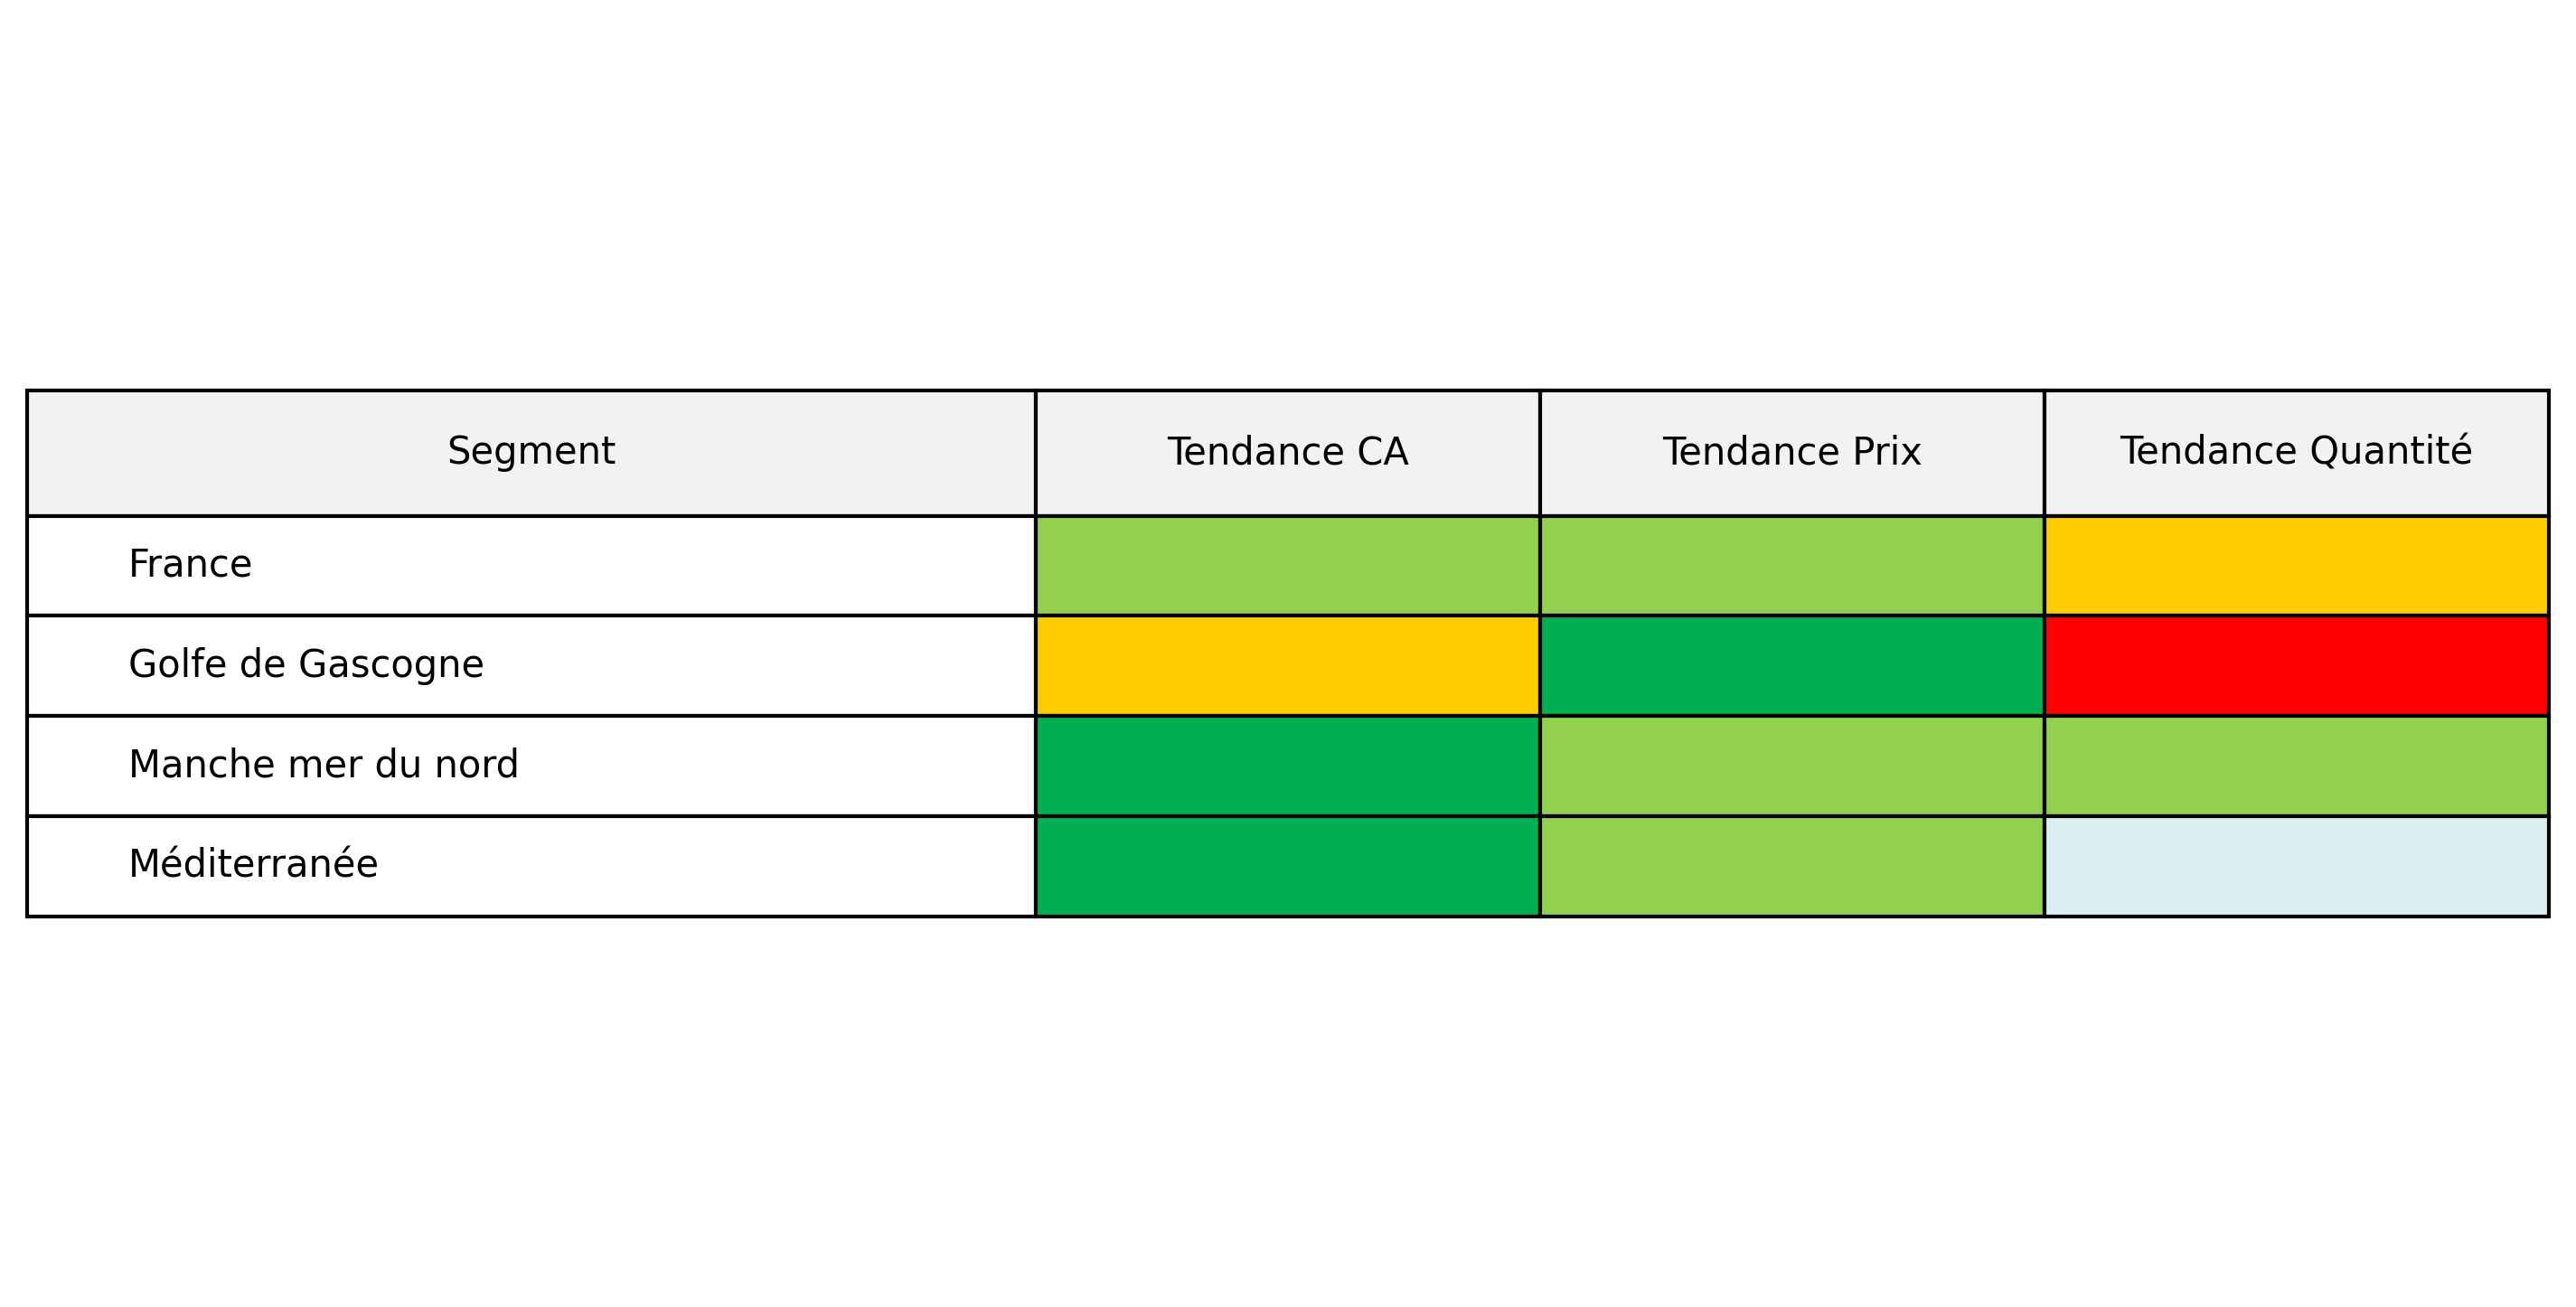 Segment Tendance CA Tendance Prix Tendance Quantité
France
Golfe de Gascogne
Manche mer du nord
Méditerranée